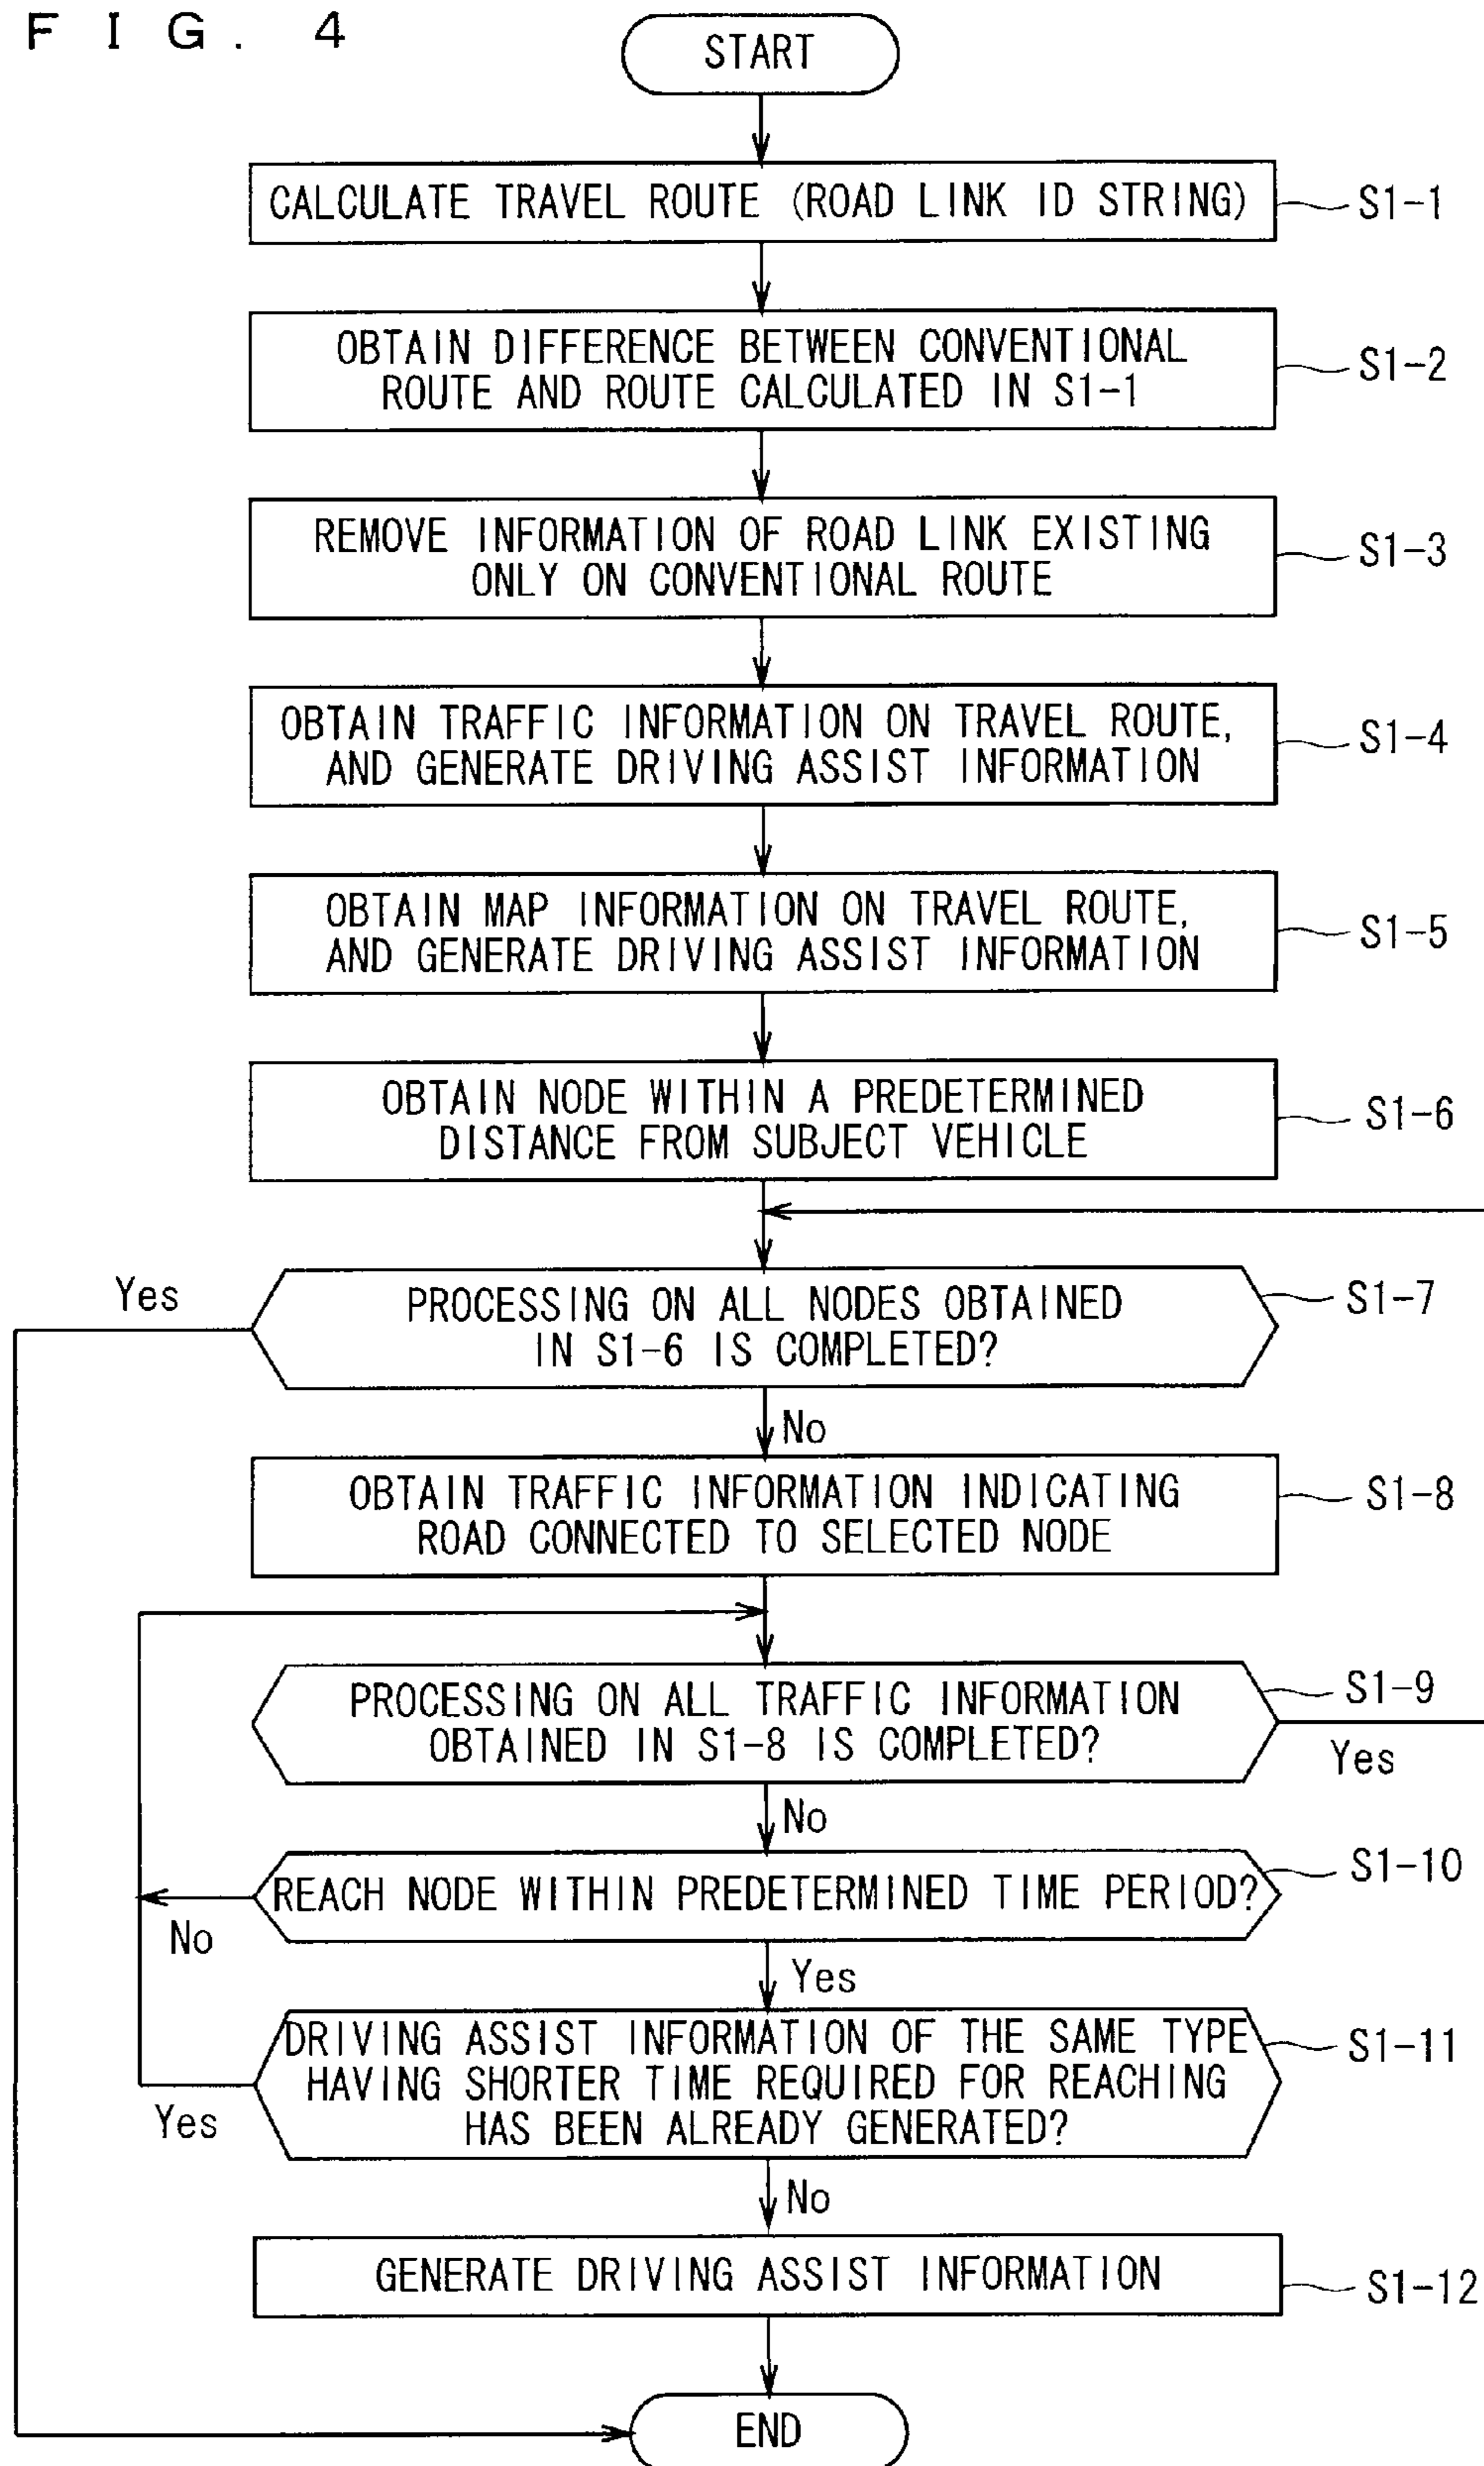 FIG. 4
START
CALCULATE TRAVEL ROUTE (ROAD LINK ID STRING)
S1-1
OBTAIN DIFFERENCE BETWEEN CONVENTIONAL
ROUTE AND ROUTE CALCULATED IN S1-1
S1-2
REMOVE INFORMATION OF ROAD LINK EXISTING
ONLY ON CONVENTIONAL ROUTE
S1-3
OBTAIN TRAFFIC INFORMATION ON TRAVEL ROUTE,
AND GENERATE DRIVING ASSIST INFORMATION
S1-4
OBTAIN MAP INFORMATION ON TRAVEL ROUTE,
AND GENERATE DRIVING ASSIST INFORMATION
S1-5
OBTAIN NODE WITHIN A PREDETERMINED
DISTANCE FROM SUBJECT VEHICLE
S1-6
Yes
PROCESSING ON ALL NODES OBTAINED
IN S1-6 IS COMPLETED?
S1-7
No
OBTAIN TRAFFIC INFORMATION INDICATING
ROAD CONNECTED TO SELECTED NODE
S1-8
PROCESSING ON ALL TRAFFIC INFORMATION
OBTAINED IN S1-8 IS COMPLETED?
S1-9
Yes
No
REACH NODE WITHIN PREDETERMINED TIME PERIOD?
S1-10
No
Yes
DRIVING ASSIST INFORMATION OF THE SAME TYPE
HAVING SHORTER TIME REQUIRED FOR REACHING
HAS BEEN ALREADY GENERATED?
S1-11
Yes
No
GENERATE DRIVING ASSIST INFORMATION
S1-12
END